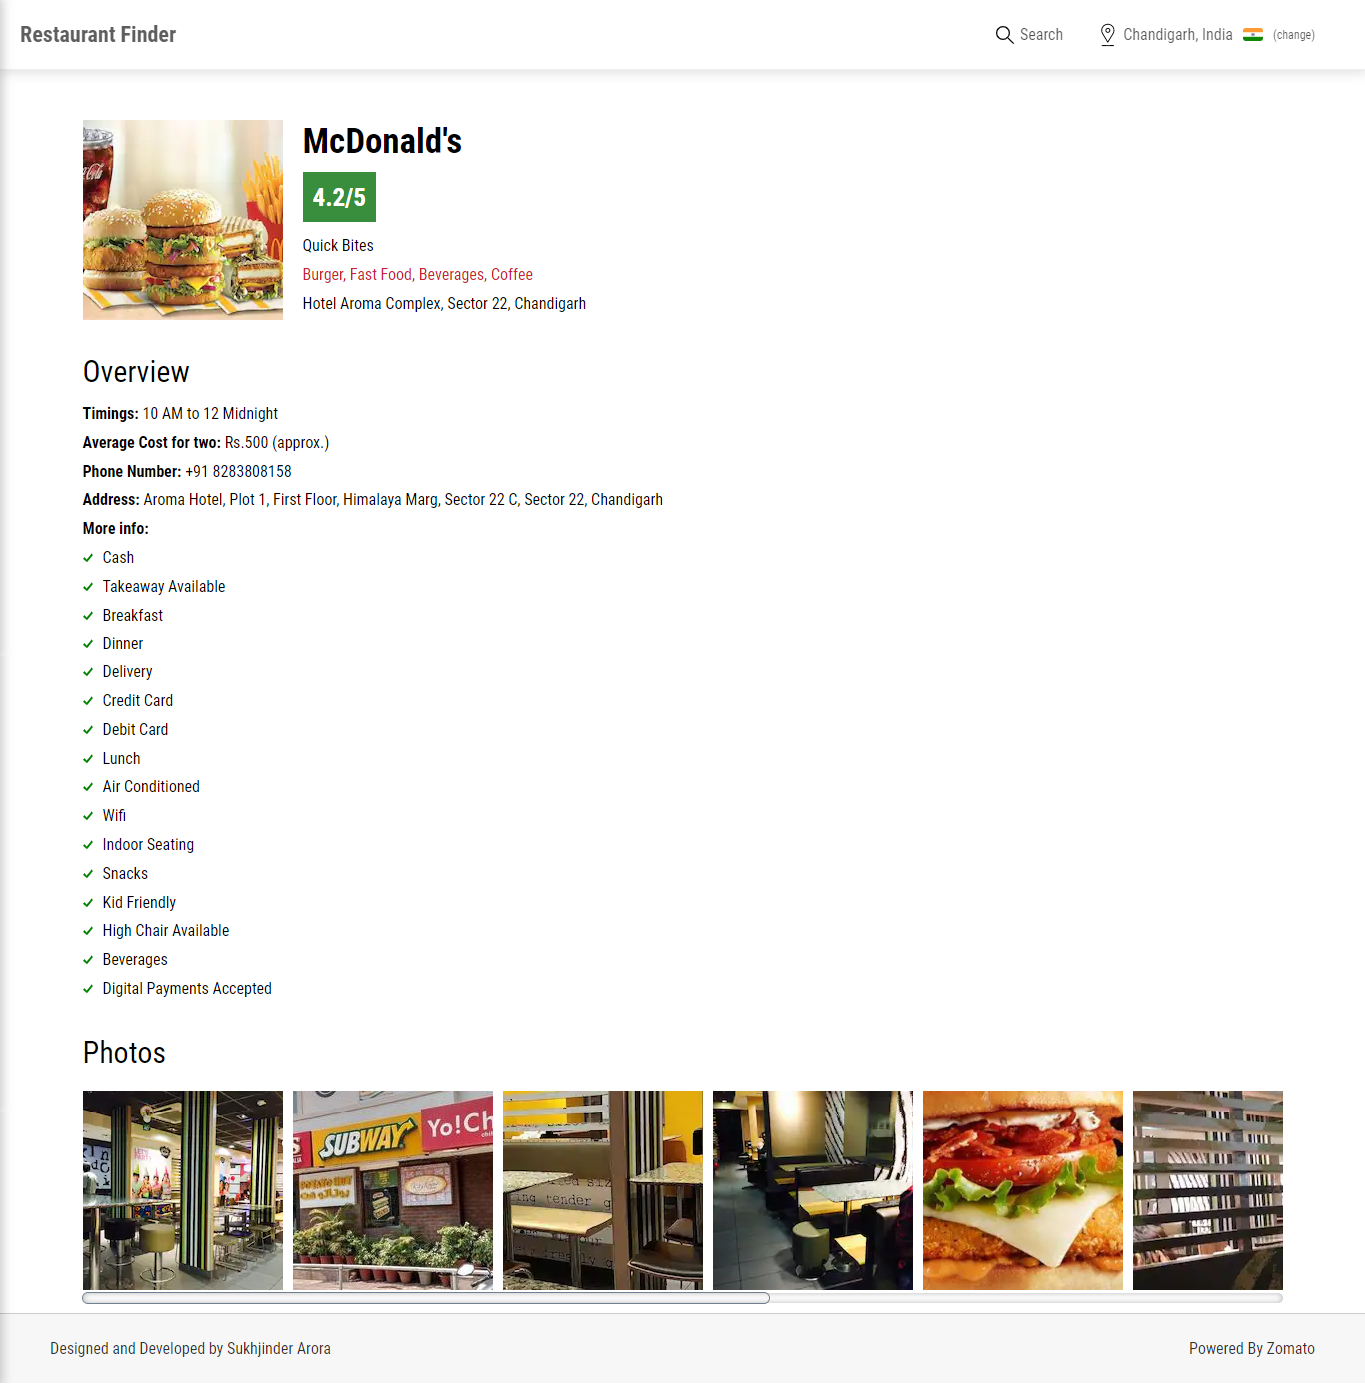 Restaurant Finder
Search
Chandigarh, India
(change)
McDonald's
4.2/5
Quick Bites
Burger, Fast Food, Beverages, Coffee
Hotel Aroma Complex, Sector 22, Chandigarh
Overview
Timings: 10 AM to 12 Midnight
Average Cost for two: Rs.500 (approx.)
Phone Number: +91 8283808158
Address: Aroma Hotel, Plot 1, First Floor, Himalaya Marg, Sector 22 C, Sector 22, Chandigarh
More info:
Cash
Takeaway Available
Breakfast
Dinner
Delivery
Credit Card
Debit Card
Lunch
Air Conditioned
Wifi
Indoor Seating
Snacks
Kid Friendly
High Chair Available
Beverages
Digital Payments Accepted
Photos
SUBWAY
Yo!Ch
Designed and Developed by Sukhjinder Arora
Powered By Zomato